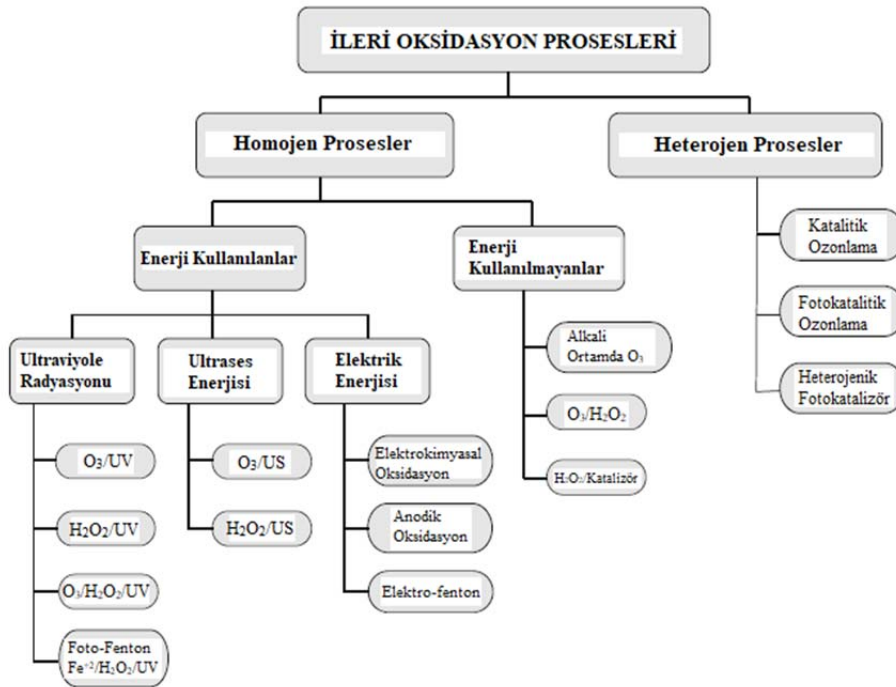 İLERİ OKSİDASYON PROSESLERİ
Homojen Prosesler
Heterojen Prosesler
Enerji Kullanılanlar
Enerji
Kullanılmayanlar
Katalitik
Ozonlama
Fotokatalitik
Ozonlama
Heterojenik
Fotokatalizör
Ultraviyole
Radyasyonu
Ultrases
Enerjisi
Elektrik
Enerjisi
Alkali
Ortamda O₃
O₃/H₂O₂
H₂O₂/Katalizör
O₃/UV
H₂O₂/UV
O₃/H₂O₂/UV
Foto-Fenton
Fe⁺²/H₂O₂/UV
O₃/US
H₂O₂/US
Elektrokimyasal
Oksidasyon
Anodik
Oksidasyon
Elektro-fenton